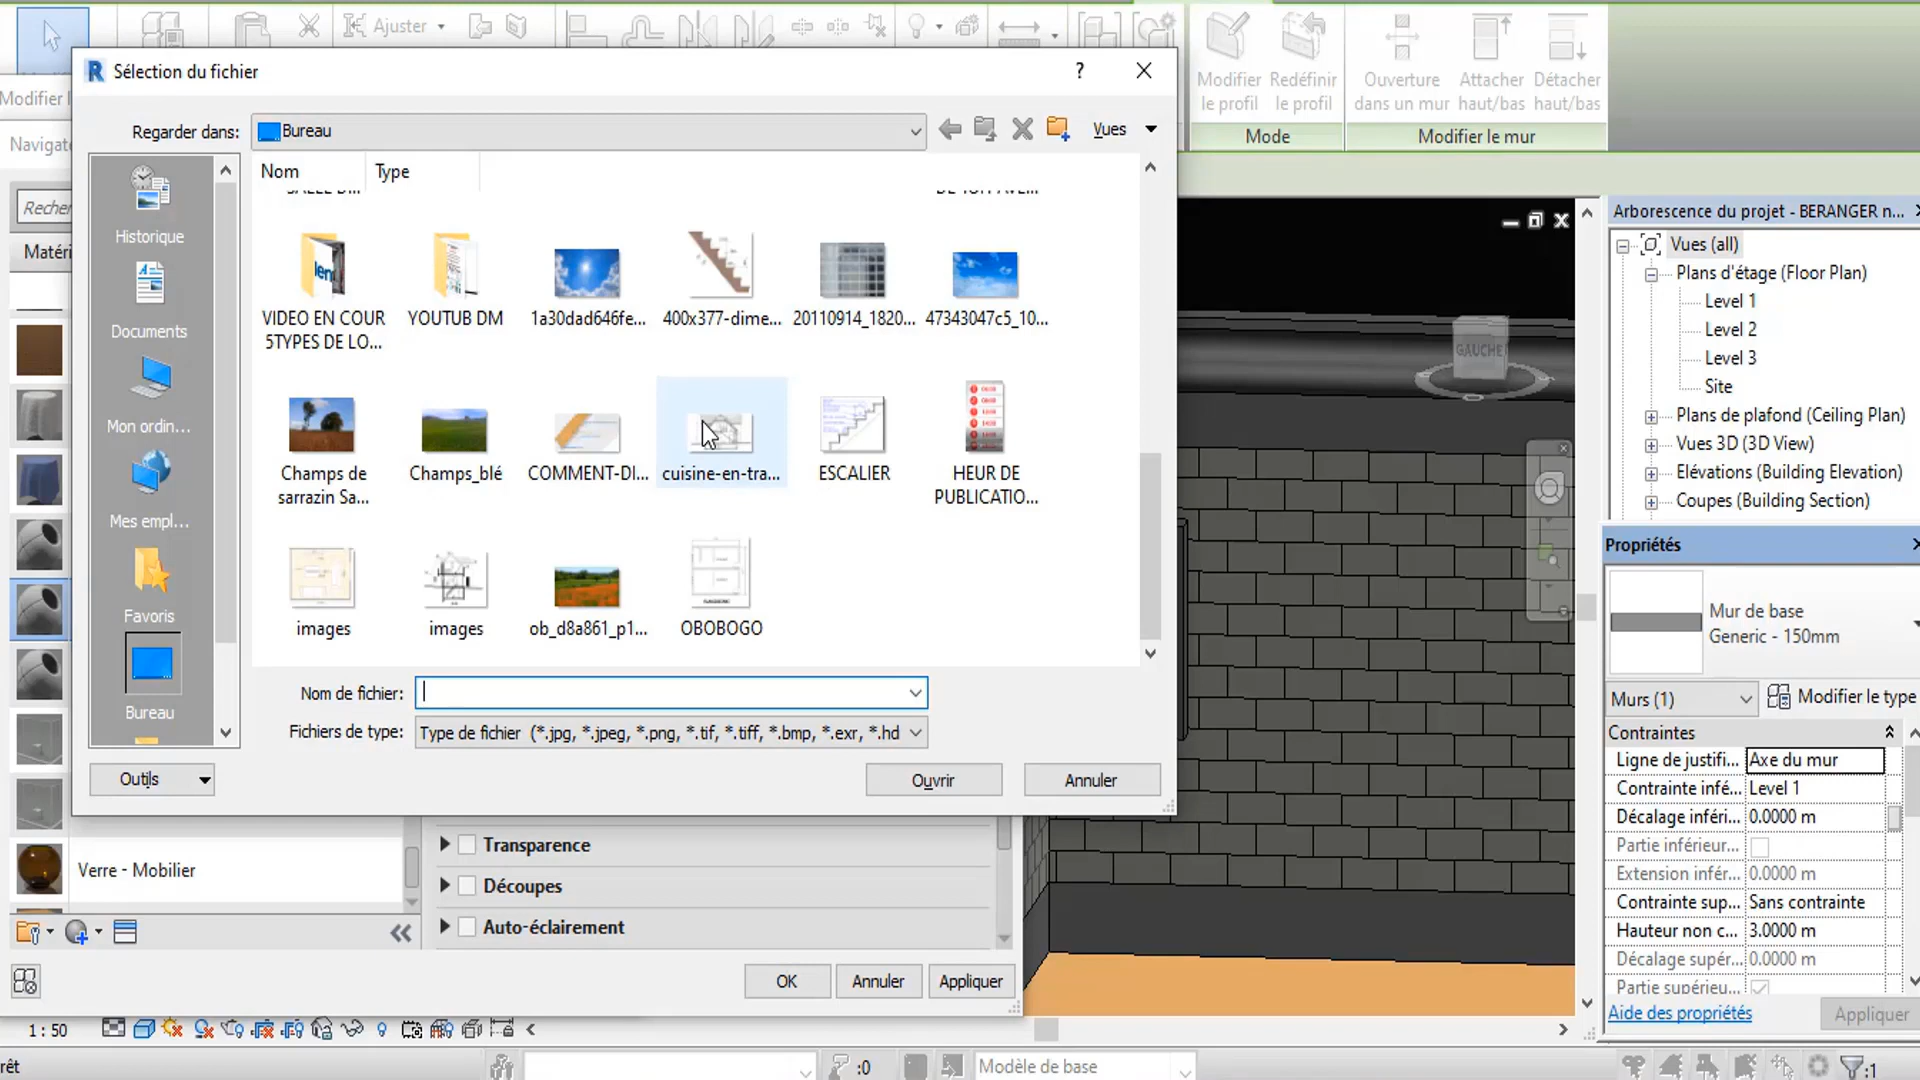 Ajuster
Modifier
le profil
Redéfinir
le profil
Ouverture
dans un mur
Attacher
haut/bas
Détacher
haut/bas
Mode
Modifier le mur
Sélection du fichier
?
Modifier
Navigate
Recher
Matéri
Regarder dans:
Bureau
Vues
Nom
Type
Historique
Documents
Mon ordin...
Mes empl...
Favoris
Bureau
VIDEO EN COUR
5TYPES DE LO...
YOUTUB DM
1a30dad646fe...
400x377-dime...
20110914_1820...
47343047c5_10...
Champs de
sarrazin Sa...
Champs_blé
COMMENT-DI...
cuisine-en-tra...
ESCALIER
HEUR DE
PUBLICATIO...
images
images
ob_d8a861_p1...
OBOBOGO
Nom de fichier:
Fichiers de type:
Type de fichier (*.jpg, *.jpeg, *.png, *.tif, *.tiff, *.bmp, *.exr, *.hd
Outils
Ouvrir
Annuler
Verre - Mobilier
Transparence
Découpes
Auto-éclairement
OK
Annuler
Appliquer
GAUCHE
Arborescence du projet - BERANGER n...
Vues (all)
Plans d'étage (Floor Plan)
Level 1
Level 2
Level 3
Site
Plans de plafond (Ceiling Plan)
Vues 3D (3D View)
Elévations (Building Elevation)
Coupes (Building Section)
Propriétés
Mur de base
Generic - 150mm
Murs (1)
Modifier le type
Contraintes
Ligne de justifi... Axe du mur
Contrainte infé... Level 1
Décalage inféri... 0.0000 m
Partie inférieur...
Extension infér... 0.0000 m
Contrainte sup... Sans contrainte
Hauteur non c... 3.0000 m
Décalage supér... 0.0000 m
Partie supérieu...
Aide des propriétés
Appliquer
1 : 50
rêt
:0
Modèle de base
:1